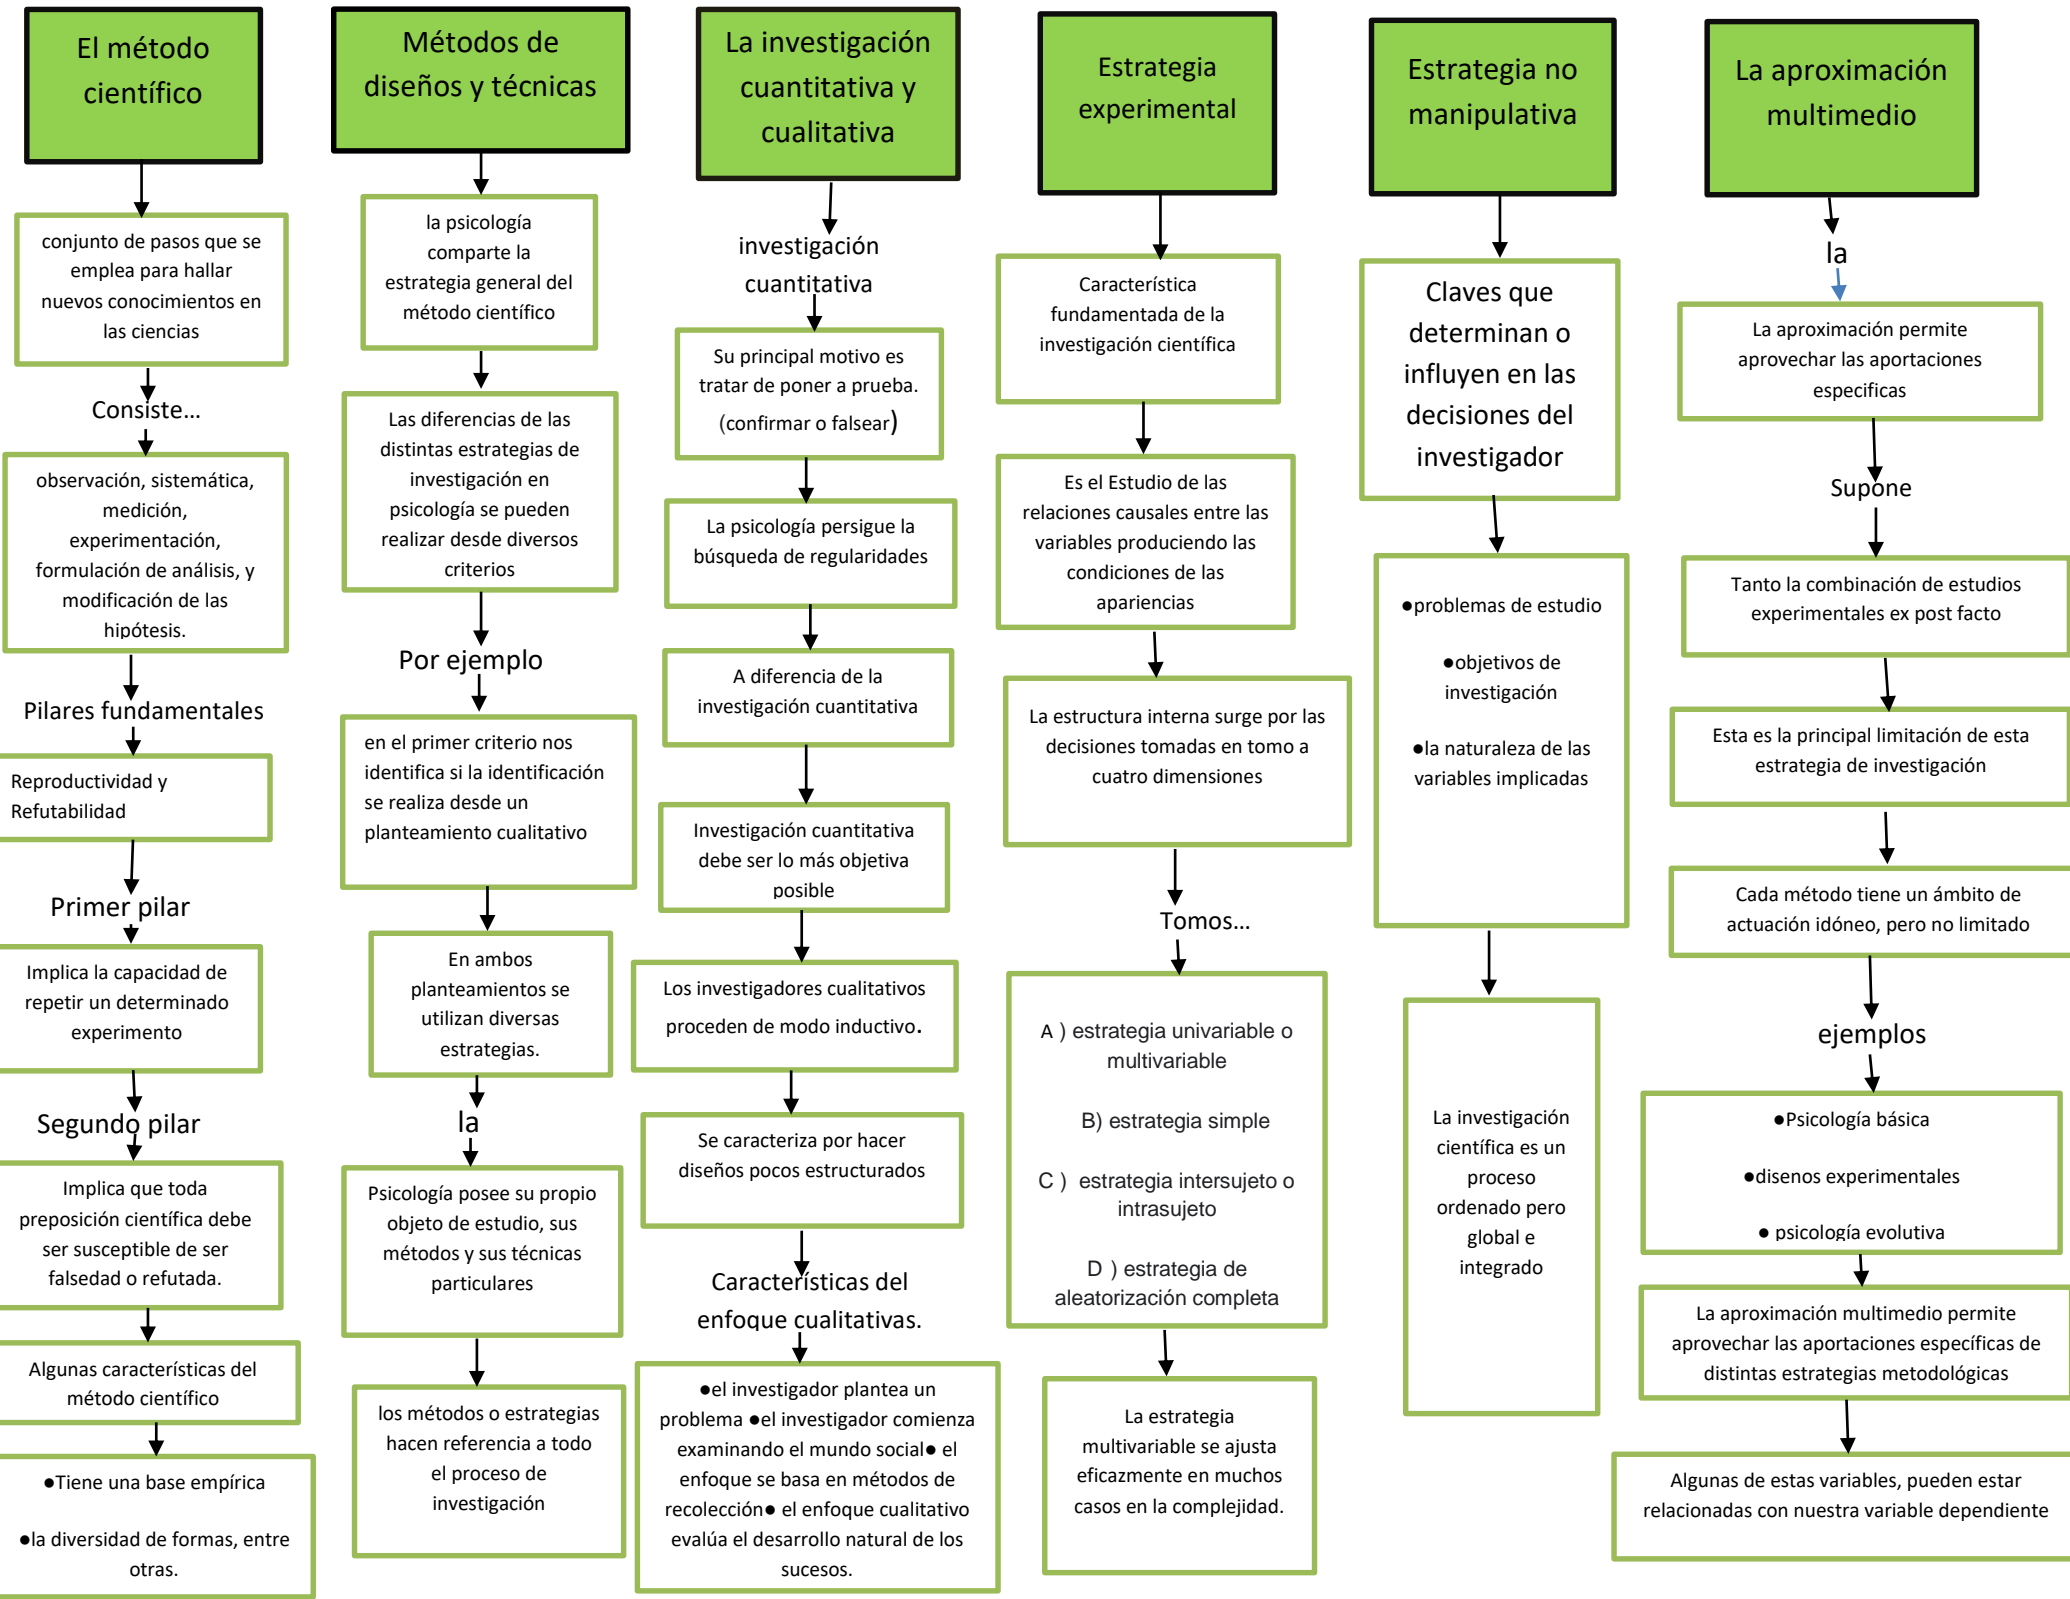 El método
científico
conjunto de pasos que se
emplea para hallar
nuevos conocimientos en
las ciencias
Consiste...
observación, sistemática,
medición,
experimentación,
formulación de análisis, y
modificación de las
hipótesis.
Pilares fundamentales
Reproductividad y
Refutabilidad
Primer pilar
Implica la capacidad de
repetir un determinado
experimento
Segundo pilar
Implica que toda
preposición científica debe
ser susceptible de ser
falsedad o refutada.
Algunas características del
método científico
●Tiene una base empírica
●la diversidad de formas, entre
otras.
Métodos de
diseños y técnicas
la psicología
comparte la
estrategia general del
método científico
Las diferencias de las
distintas estrategias de
investigación en
psicología se pueden
realizar desde diversos
criterios
Por ejemplo
en el primer criterio nos
identifica si la identificación
se realiza desde un
planteamiento cualitativo
En ambos
planteamientos se
utilizan diversas
estrategias.
la
Psicología posee su propio
objeto de estudio, sus
métodos y sus técnicas
particulares
los métodos o estrategias
hacen referencia a todo
el proceso de
investigación
La investigación
cuantitativa y
cualitativa
investigación
cuantitativa
Su principal motivo es
tratar de poner a prueba.
(confirmar o falsear)
La psicología persigue la
búsqueda de regularidades
A diferencia de la
investigación cuantitativa
Investigación cuantitativa
debe ser lo más objetiva
posible
Los investigadores cualitativos
proceden de modo inductivo.
Se caracteriza por hacer
diseños pocos estructurados
Características del
enfoque cualitativas.
●el investigador plantea un
problema ●el investigador comienza
examinando el mundo social● el
enfoque se basa en métodos de
recolección● el enfoque cualitativo
evalúa el desarrollo natural de los
sucesos.
Estrategia
experimental
Característica
fundamentada de la
investigación científica
Es el Estudio de las
relaciones causales entre las
variables produciendo las
condiciones de las
apariencias
La estructura interna surge por las
decisiones tomadas en tomo a
cuatro dimensiones
Tomos...
A ) estrategia univariable o
multivariable
B) estrategia simple
C ) estrategia intersujeto o
intrasujeto
D ) estrategia de
aleatorización completa
La estrategia
multivariable se ajusta
eficazmente en muchos
casos en la complejidad.
Estrategia no
manipulativa
Claves que
determinan o
influyen en las
decisiones del
investigador
●problemas de estudio
●objetivos de
investigación
●la naturaleza de las
variables implicadas
La investigación
científica es un
proceso
ordenado pero
global e
integrado
La aproximación
multimedio
la
La aproximación permite
aprovechar las aportaciones
especificas
Supone
Tanto la combinación de estudios
experimentales ex post facto
Esta es la principal limitación de esta
estrategia de investigación
Cada método tiene un ámbito de
actuación idóneo, pero no limitado
ejemplos
●Psicología básica
●disenos experimentales
● psicología evolutiva
La aproximación multimedio permite
aprovechar las aportaciones específicas de
distintas estrategias metodológicas
Algunas de estas variables, pueden estar
relacionadas con nuestra variable dependiente